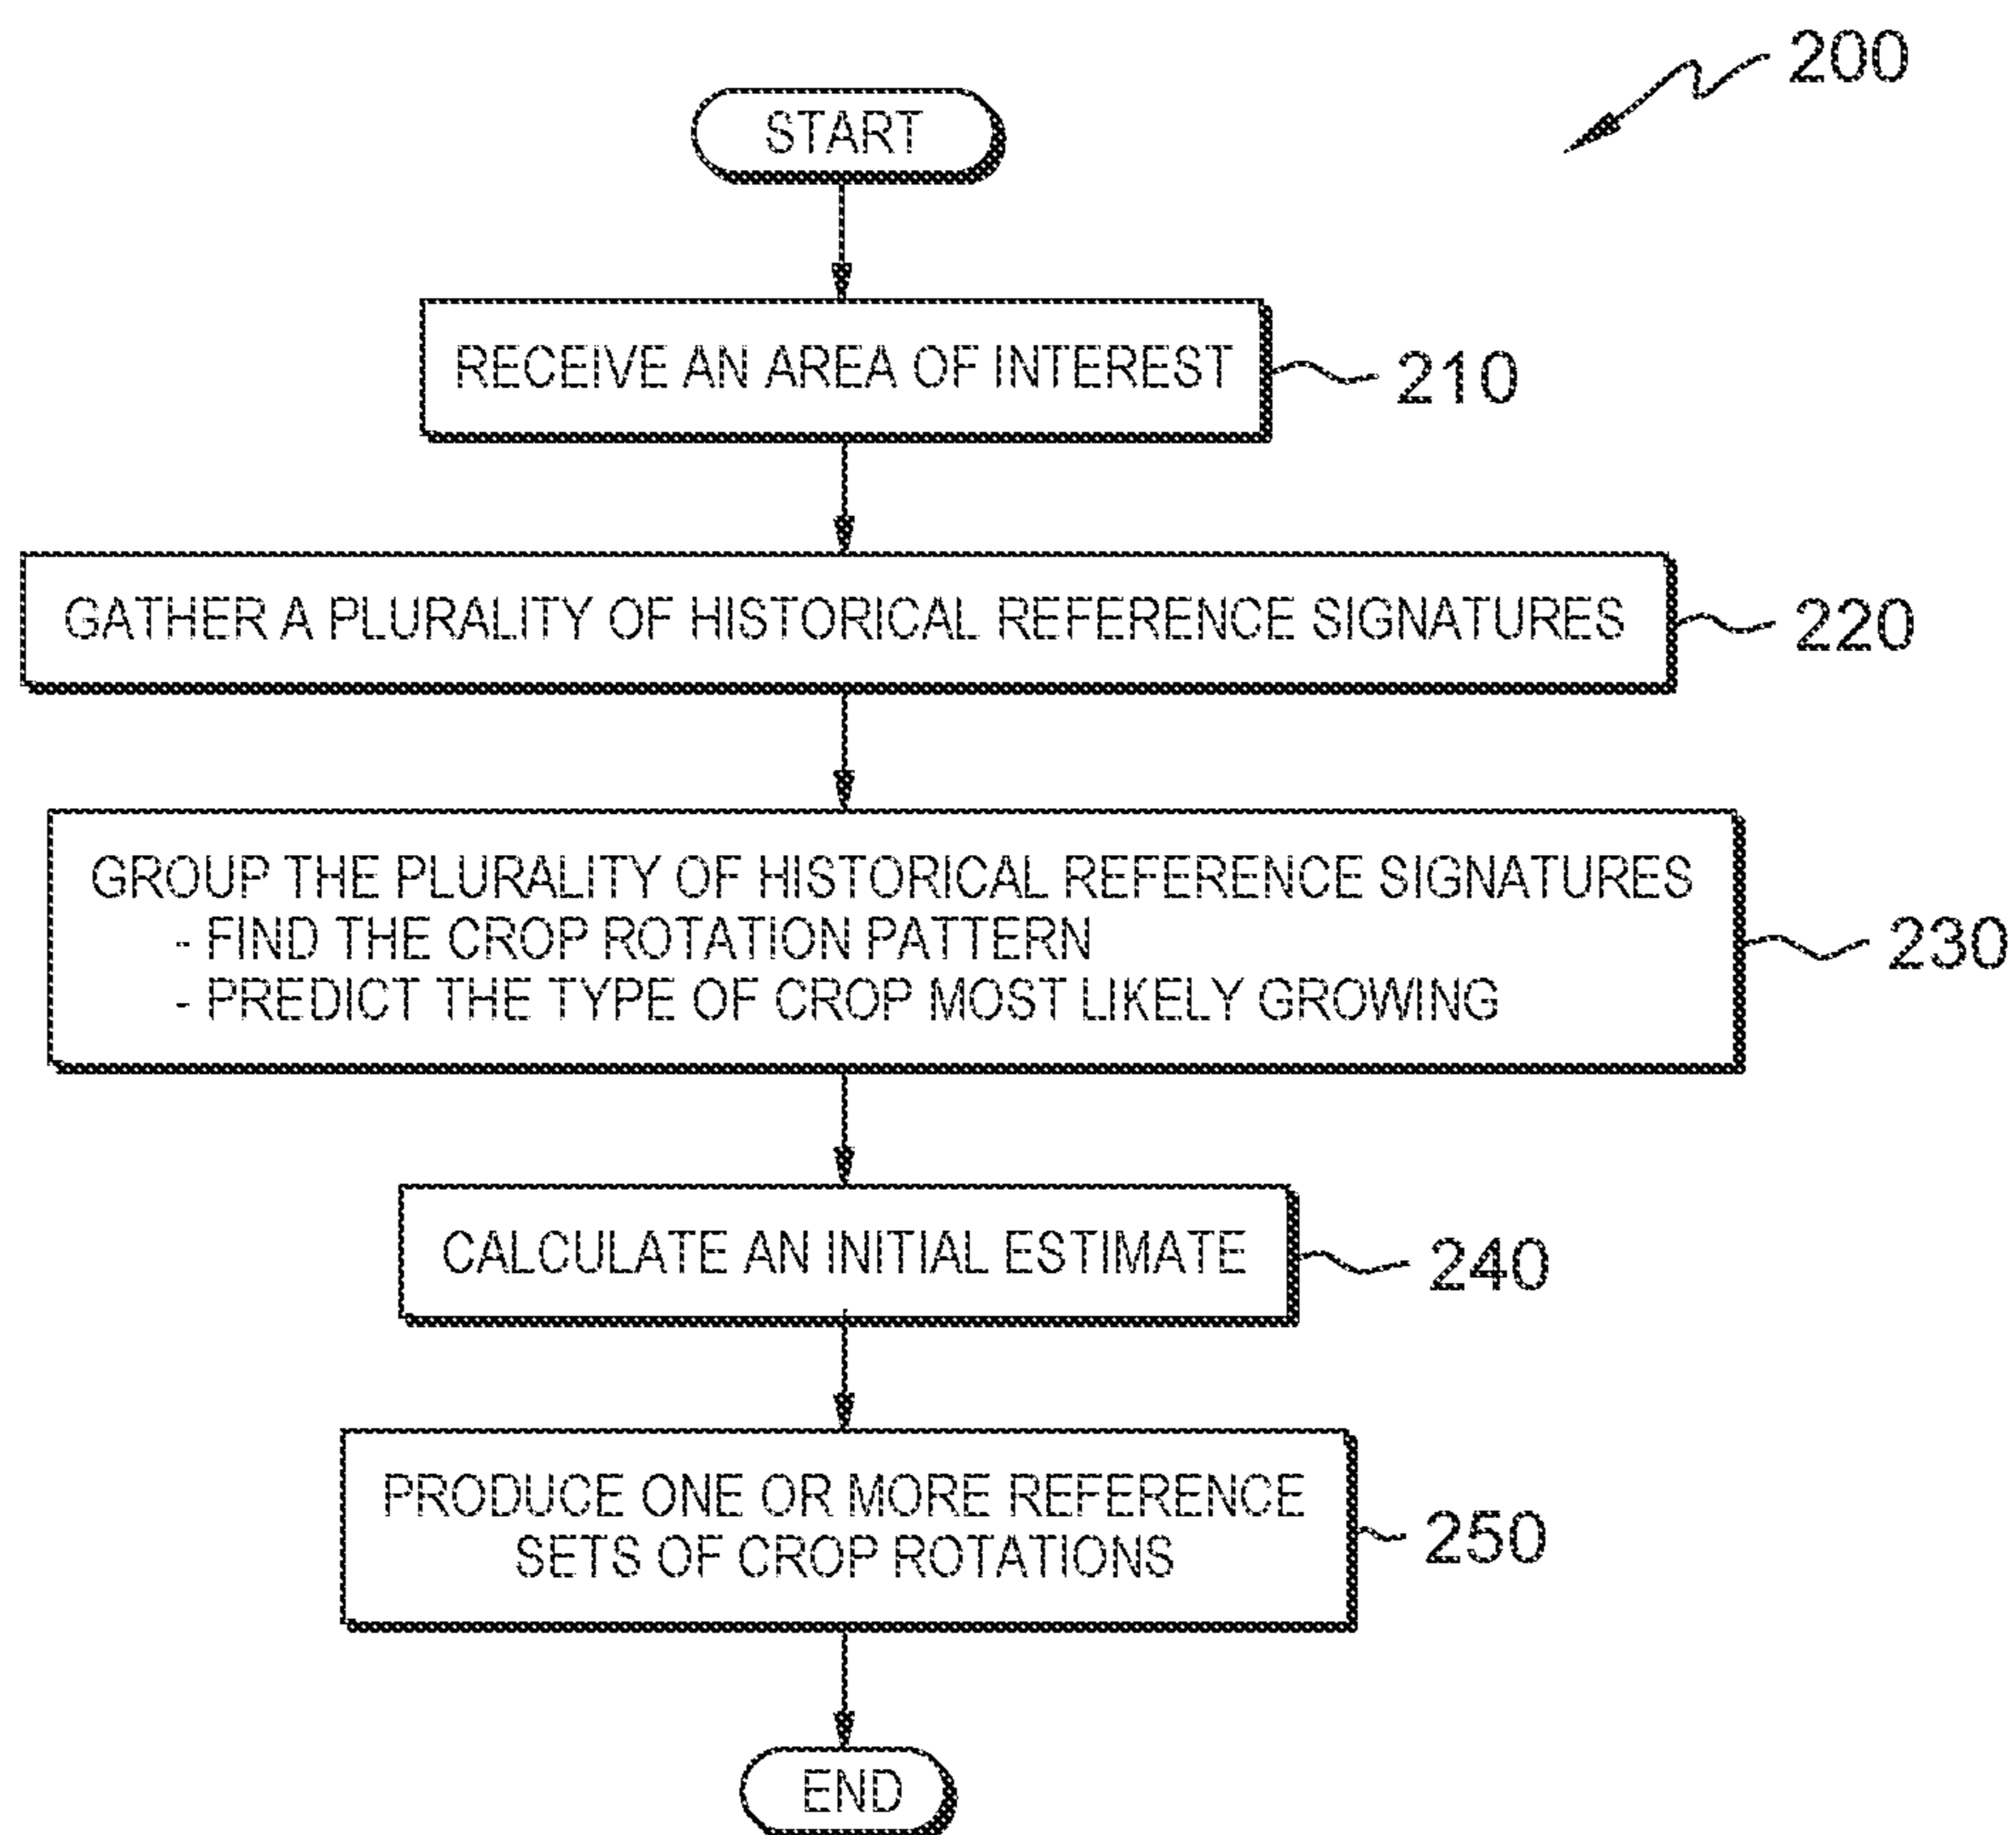 200
START
RECEIVE AN AREA OF INTEREST
210
GATHER A PLURALITY OF HISTORICAL REFERENCE SIGNATURES
220
GROUP THE PLURALITY OF HISTORICAL REFERENCE SIGNATURES
- FIND THE CROP ROTATION PATTERN
- PREDICT THE TYPE OF CROP MOST LIKELY GROWING
230
CALCULATE AN INITIAL ESTIMATE
240
PRODUCE ONE OR MORE REFERENCE
SETS OF CROP ROTATIONS
250
END